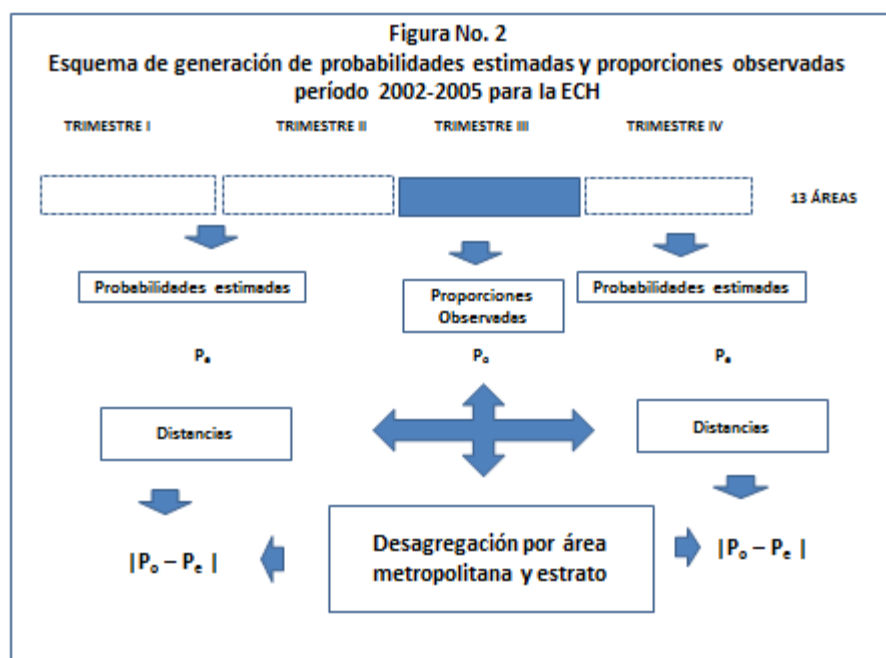 Figura No. 2
Esquema de generación de probabilidades estimadas y proporciones observadas
período 2002-2005 para la ECH
TRIMESTRE I TRIMESTRE II TRIMESTRE III TRIMESTRE IV
13 ÁREAS
Probabilidades estimadas
Proporciones
Observadas
Probabilidades estimadas
Pe Po Pe
Distancias
Distancias
|Po – Pe |
Desagregación por área
metropolitana y estrato
|Po – Pe |